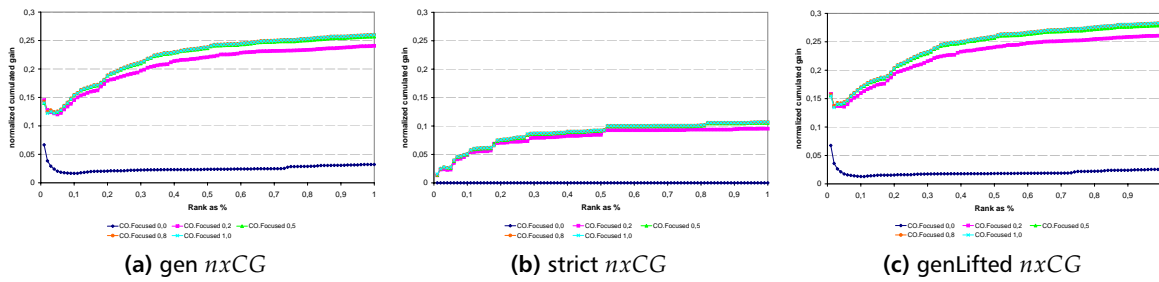 normalized cumulated gain
0,3
0,25
0,2
0,15
0,1
0,05
0
0 0,1 0,2 0,3 0,4 0,5 0,6 0,7 0,8 0,9 1
Rank as %
CO.Focused 0,0 CO.Focused 0,2 CO.Focused 0,5
CO.Focused 0,8 CO.Focused 1,0
(a) gen nxCG
normalized cumulated gain
0,3
0,25
0,2
0,15
0,1
0,05
0
0 0,1 0,2 0,3 0,4 0,5 0,6 0,7 0,8 0,9 1
Rank as %
CO.Focused 0,0 CO.Focused 0,2 CO.Focused 0,5
CO.Focused 0,8 CO.Focused 1,0
(b) strict nxCG
normalized cumulated gain
0,3
0,25
0,2
0,15
0,1
0,05
0
0 0,1 0,2 0,3 0,4 0,5 0,6 0,7 0,8 0,9
Rank as %
CO.Focused 0,0 CO.Focused 0,2 CO.Focused 0,5
CO.Focused 0,8 CO.Focused 1,0
(c) genLifted nxCG